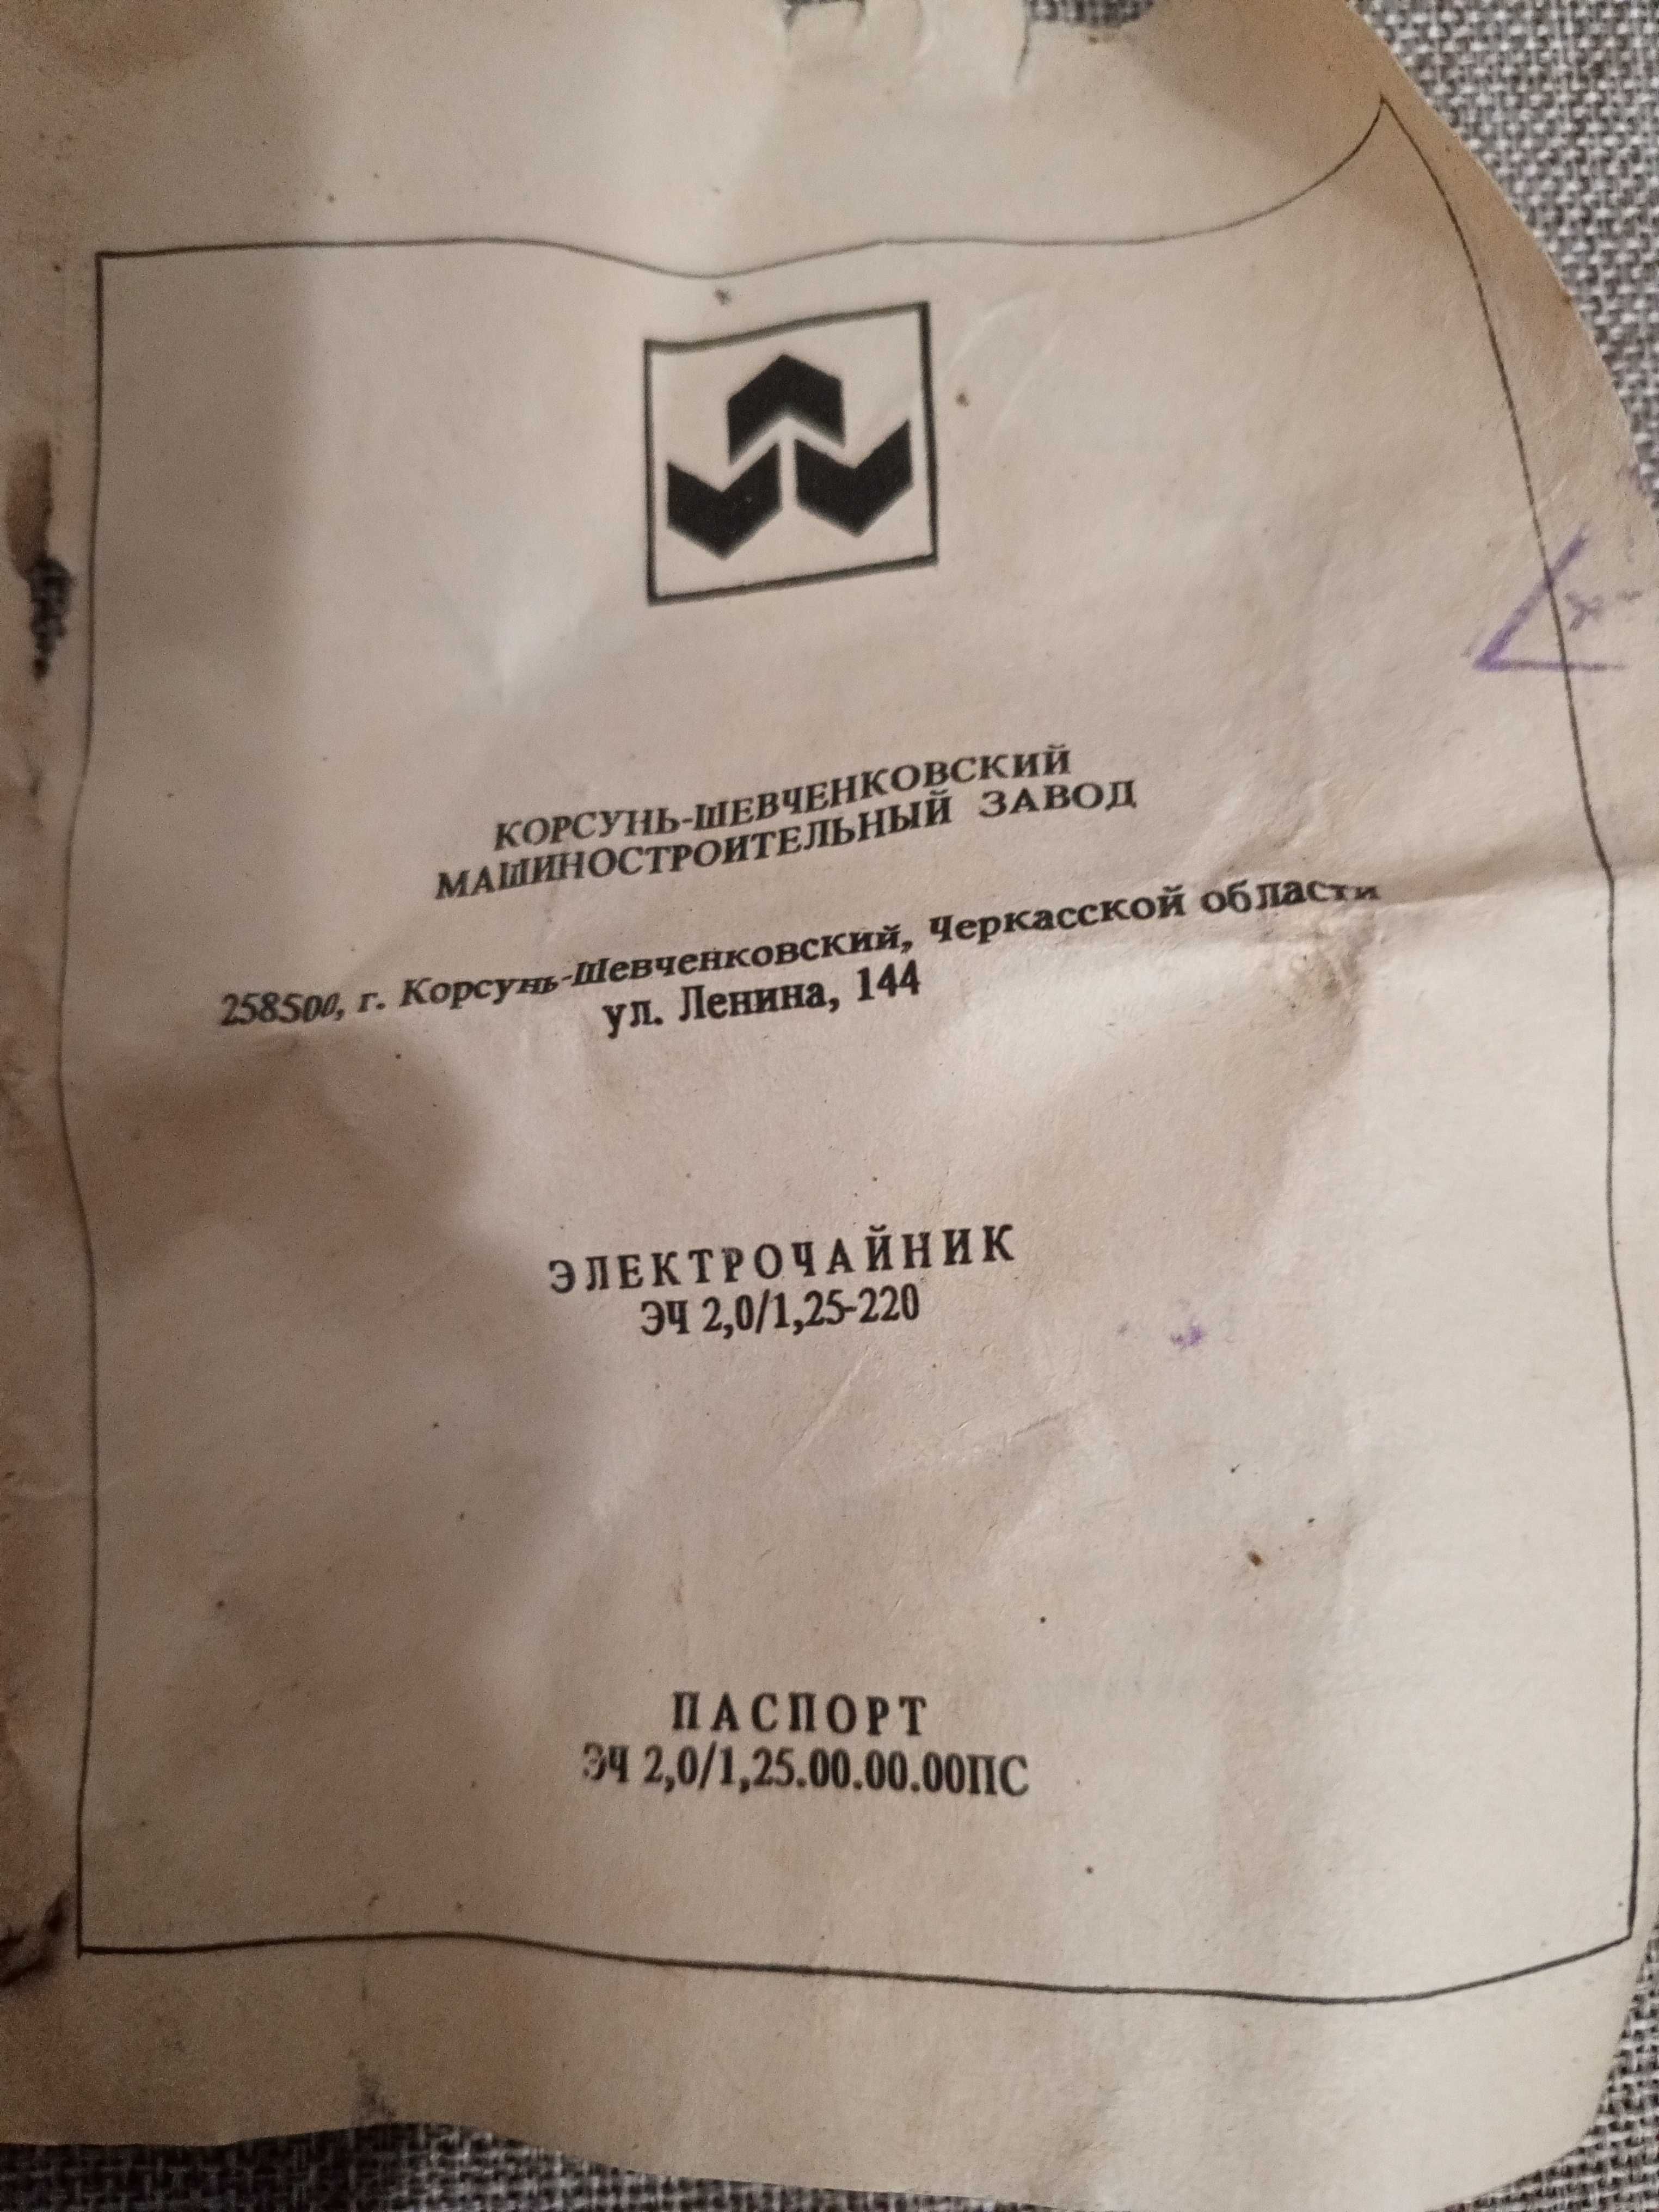 КОРСУНЬ-ШЕВЧЕНКОВСКИЙ
МАШИНОСТРОИТЕЛЬНЫЙ ЗАВОД
258500, г. Корсунь-Шевченковский, Черкасской области
ул. Ленина, 144
ЭЛЕКТРОЧАЙНИК
ЭЧ 2,0/1,25-220
ПАСПОРТ
ЭЧ 2,0/1,25.00.00.00ПС